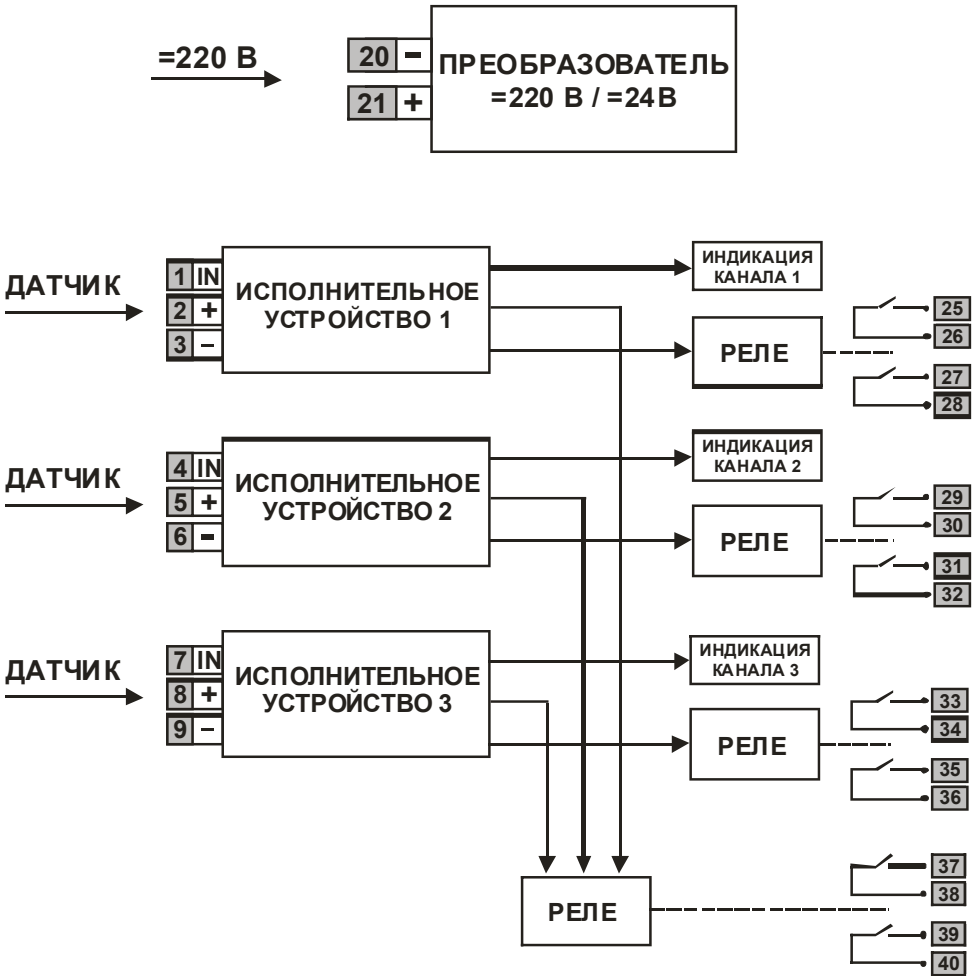 =220 В
20 –
21 +
ПРЕОБРАЗОВАТЕЛЬ
=220 В / =24В
ДАТЧИК
1 IN
2 +
3 –
ИСПОЛНИТЕЛЬНОЕ
УСТРОЙСТВО 1
ИНДИКАЦИЯ
КАНАЛА 1
РЕЛЕ
25
26
27
28
ДАТЧИК
4 IN
5 +
6 –
ИСПОЛНИТЕЛЬНОЕ
УСТРОЙСТВО 2
ИНДИКАЦИЯ
КАНАЛА 2
РЕЛЕ
29
30
31
32
ДАТЧИК
7 IN
8 +
9 –
ИСПОЛНИТЕЛЬНОЕ
УСТРОЙСТВО 3
ИНДИКАЦИЯ
КАНАЛА 3
РЕЛЕ
33
34
35
36
РЕЛЕ
37
38
39
40